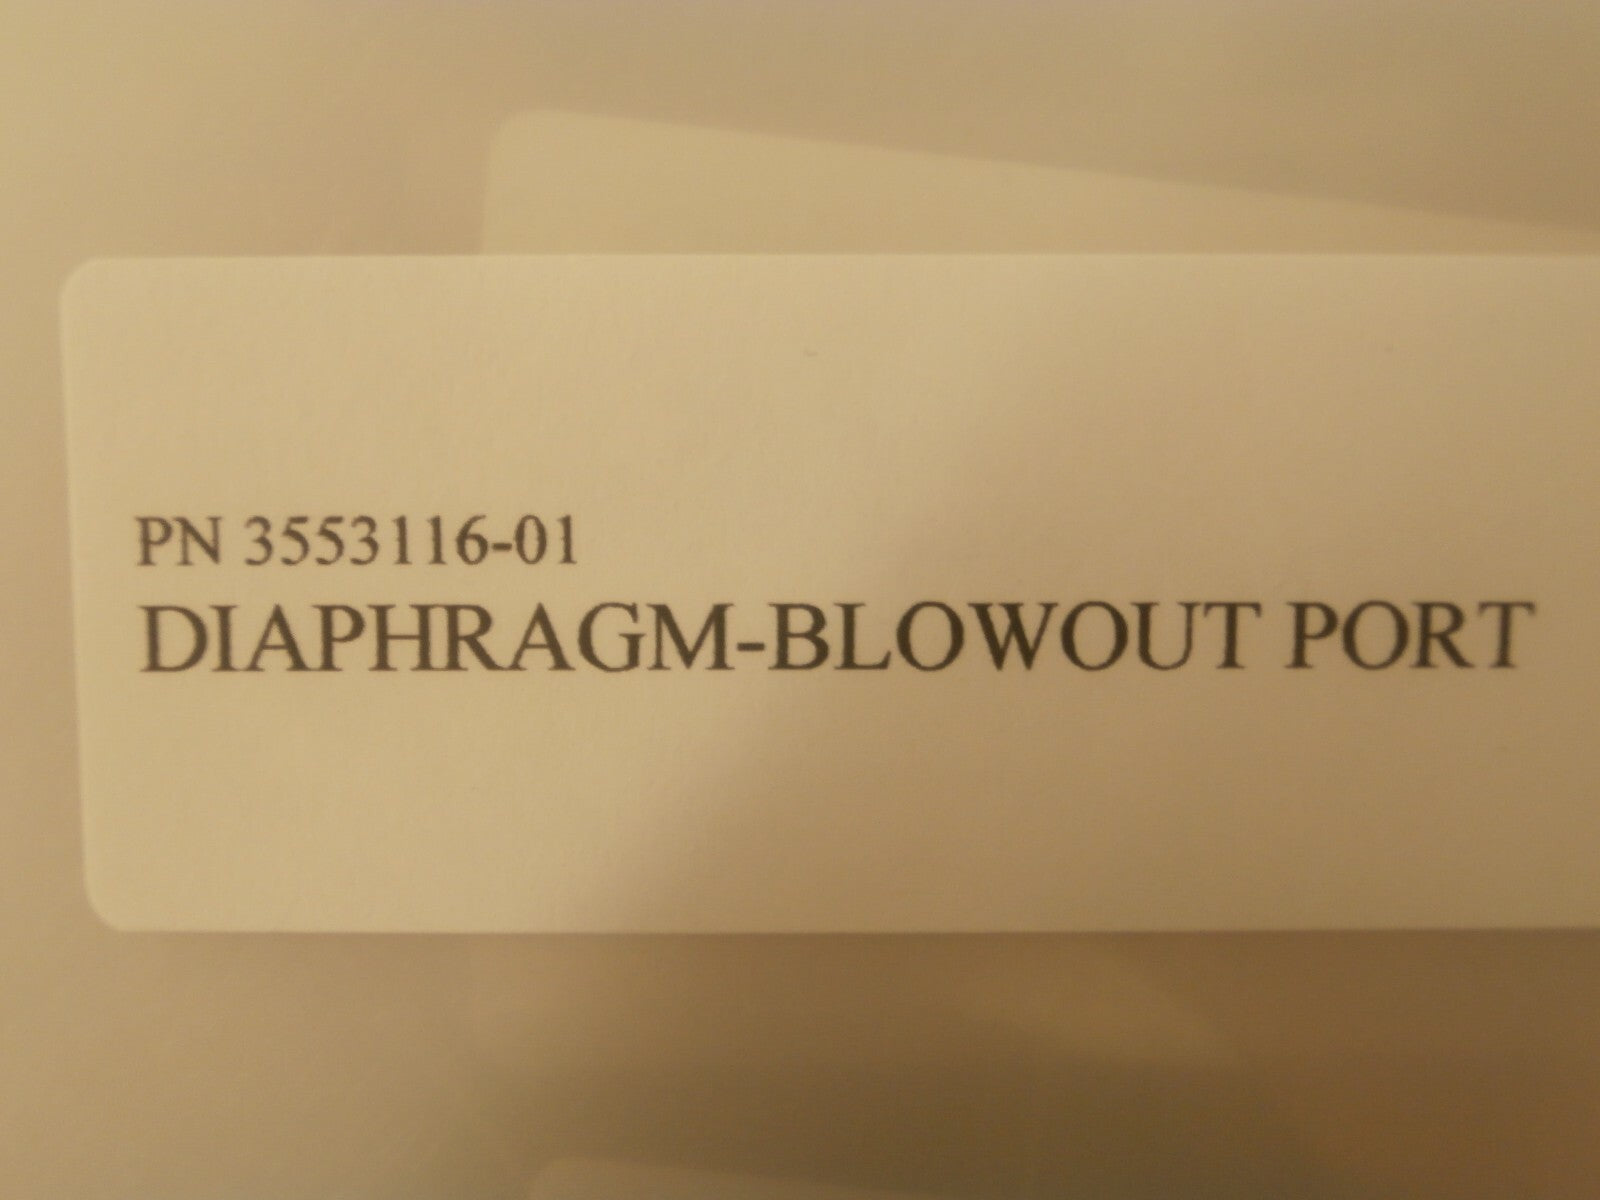 PN 3553116-01
DIAPHRAGM-BLOWOUT PORT